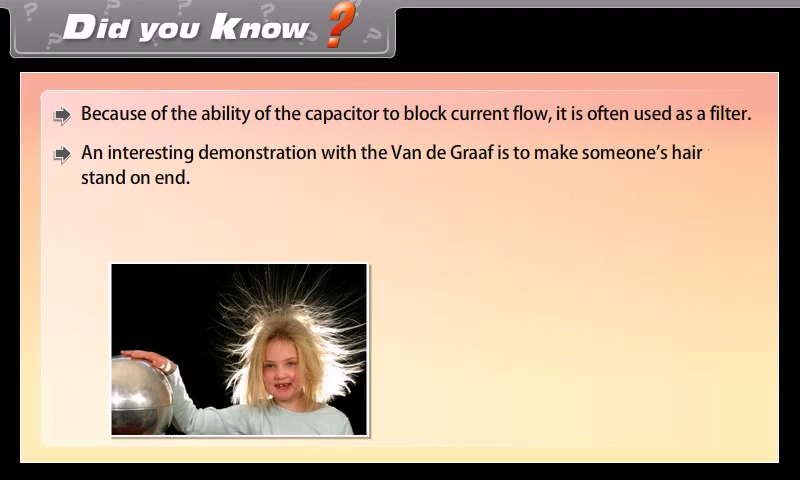 Did you Know ?
Because of the ability of the capacitor to block current flow, it is often used as a filter.
An interesting demonstration with the Van de Graaf is to make someone's hair
stand on end.